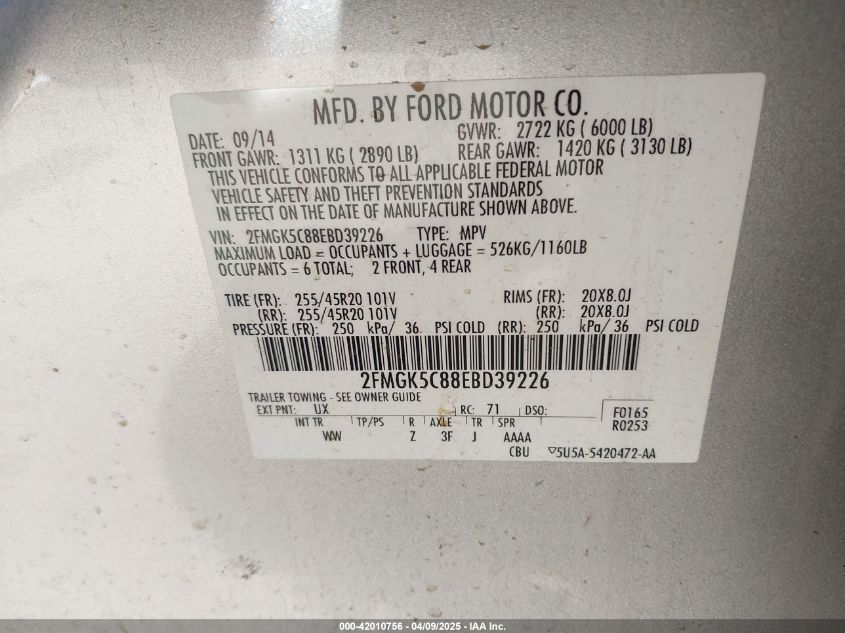 MFD. BY FORD MOTOR CO.
DATE: 09/14 GVWR: 2722 KG ( 6000 LB)
FRONT GAWR: 1311 KG ( 2890 LB) REAR GAWR: 1420 KG ( 3130 LB)
THIS VEHICLE CONFORMS TO ALL APPLICABLE FEDERAL MOTOR
VEHICLE SAFETY AND THEFT PREVENTION STANDARDS
IN EFFECT ON THE DATE OF MANUFACTURE SHOWN ABOVE.
VIN: 2FMGK5C88EBD39226 TYPE: MPV
MAXIMUM LOAD = OCCUPANTS + LUGGAGE = 526KG/1160LB
OCCUPANTS = 6 TOTAL; 2 FRONT, 4 REAR
TIRE (FR): 255/45R20 101V RIMS (FR): 20X8.0J
(RR): 255/45R20 101V (RR): 20X8.0J
PRESSURE (FR): 250 kPa/ 36 PSI COLD (RR): 250 kPa/ 36 PSI COLD
2FMGK5C88EBD39226
TRAILER TOWING - SEE OWNER GUIDE
EXT PNT: UX RC: 71 DSO: F0165
INT TR TP/PS R AXLE TR SPR R0253
WW Z 3F J AAAA
CBU ▽5U5A-5420472-AA
000-42010756 - 04/09/2025 - IAA Inc.